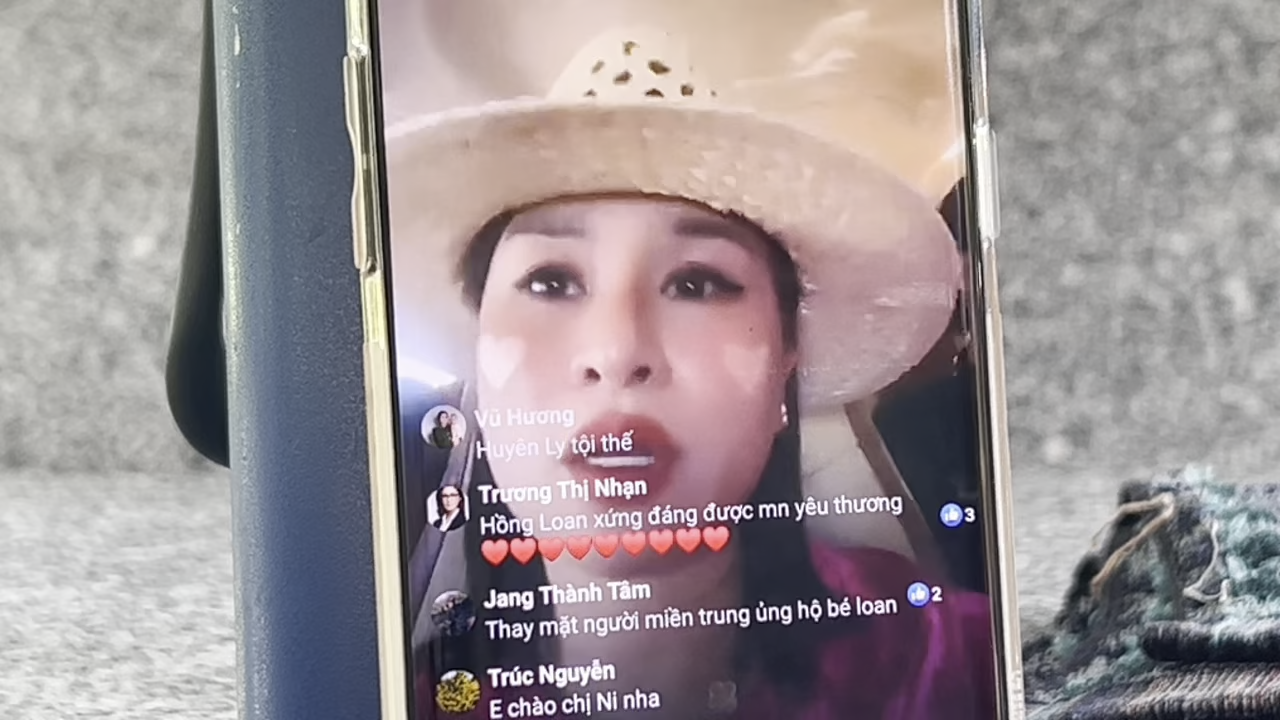 Vũ Hương
Huyên Ly tội thế
Trương Thị Nhạn
Hồng Loan xứng đáng được mn yêu thương
3
❤️❤️❤️❤️❤️❤️❤️❤️❤️
Jang Thành Tâm
2
Thay mặt người miền trung ủng hộ bé loan
Trúc Nguyễn
E chào chị Ni nha